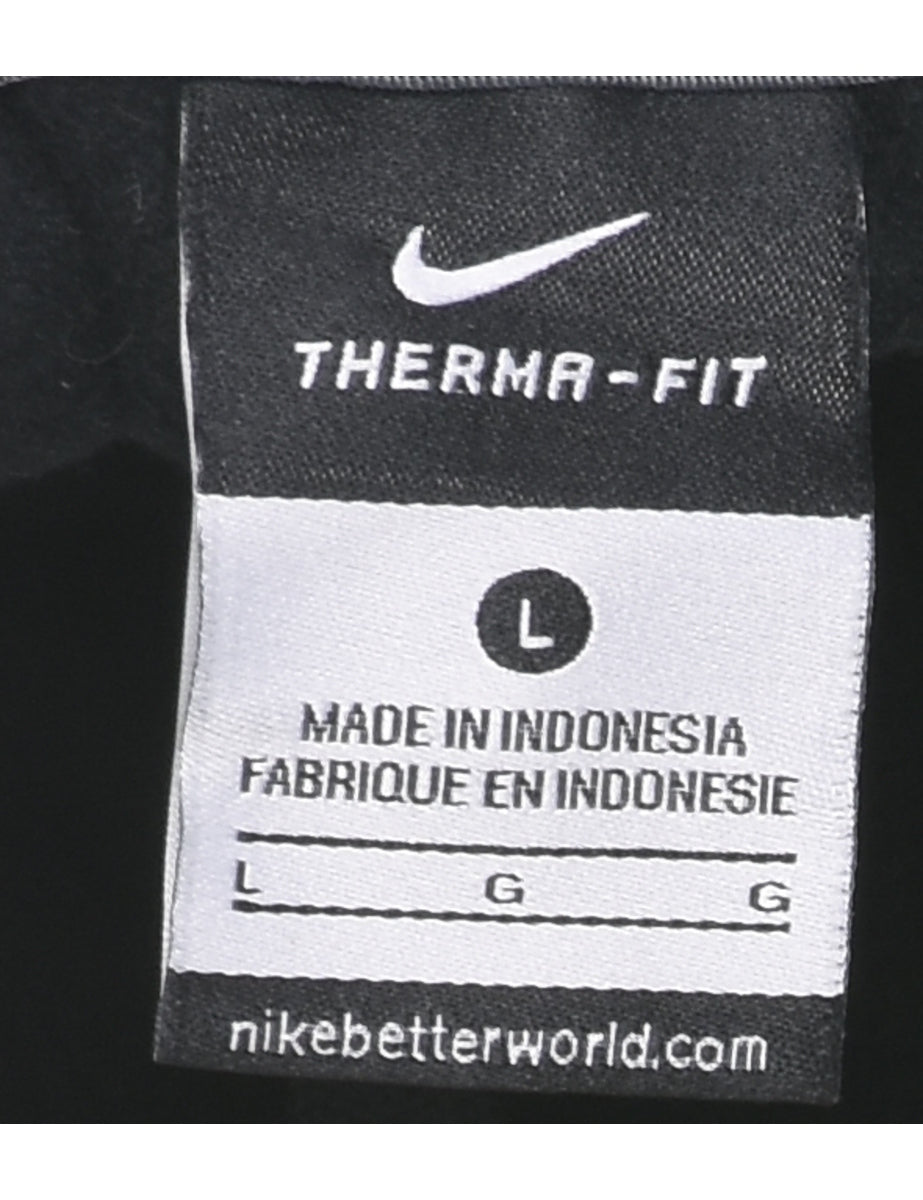 THERMA-FIT
L
MADE IN INDONESIA
FABRIQUE EN INDONESIE
L G G
nikebetterworld.com